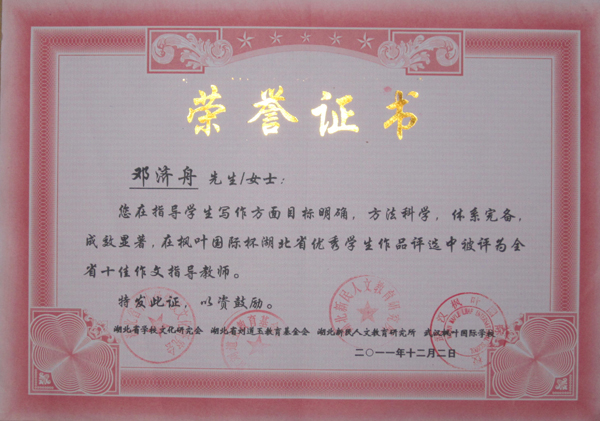 荣誉证书
邓济舟 先生/女士:
您在指导学生写作方面目标明确,方法科学,体系完备,
成效显著,在枫叶国际杯湖北省优秀学生作品评选中被评为全
省十佳作文指导教师。
特发此证,以资鼓励。
湖北省学校文化研究会 湖北省刘道玉教育基金会 湖北新民人文教育研究所 武汉枫叶国际学校
二〇一一年十二月二日